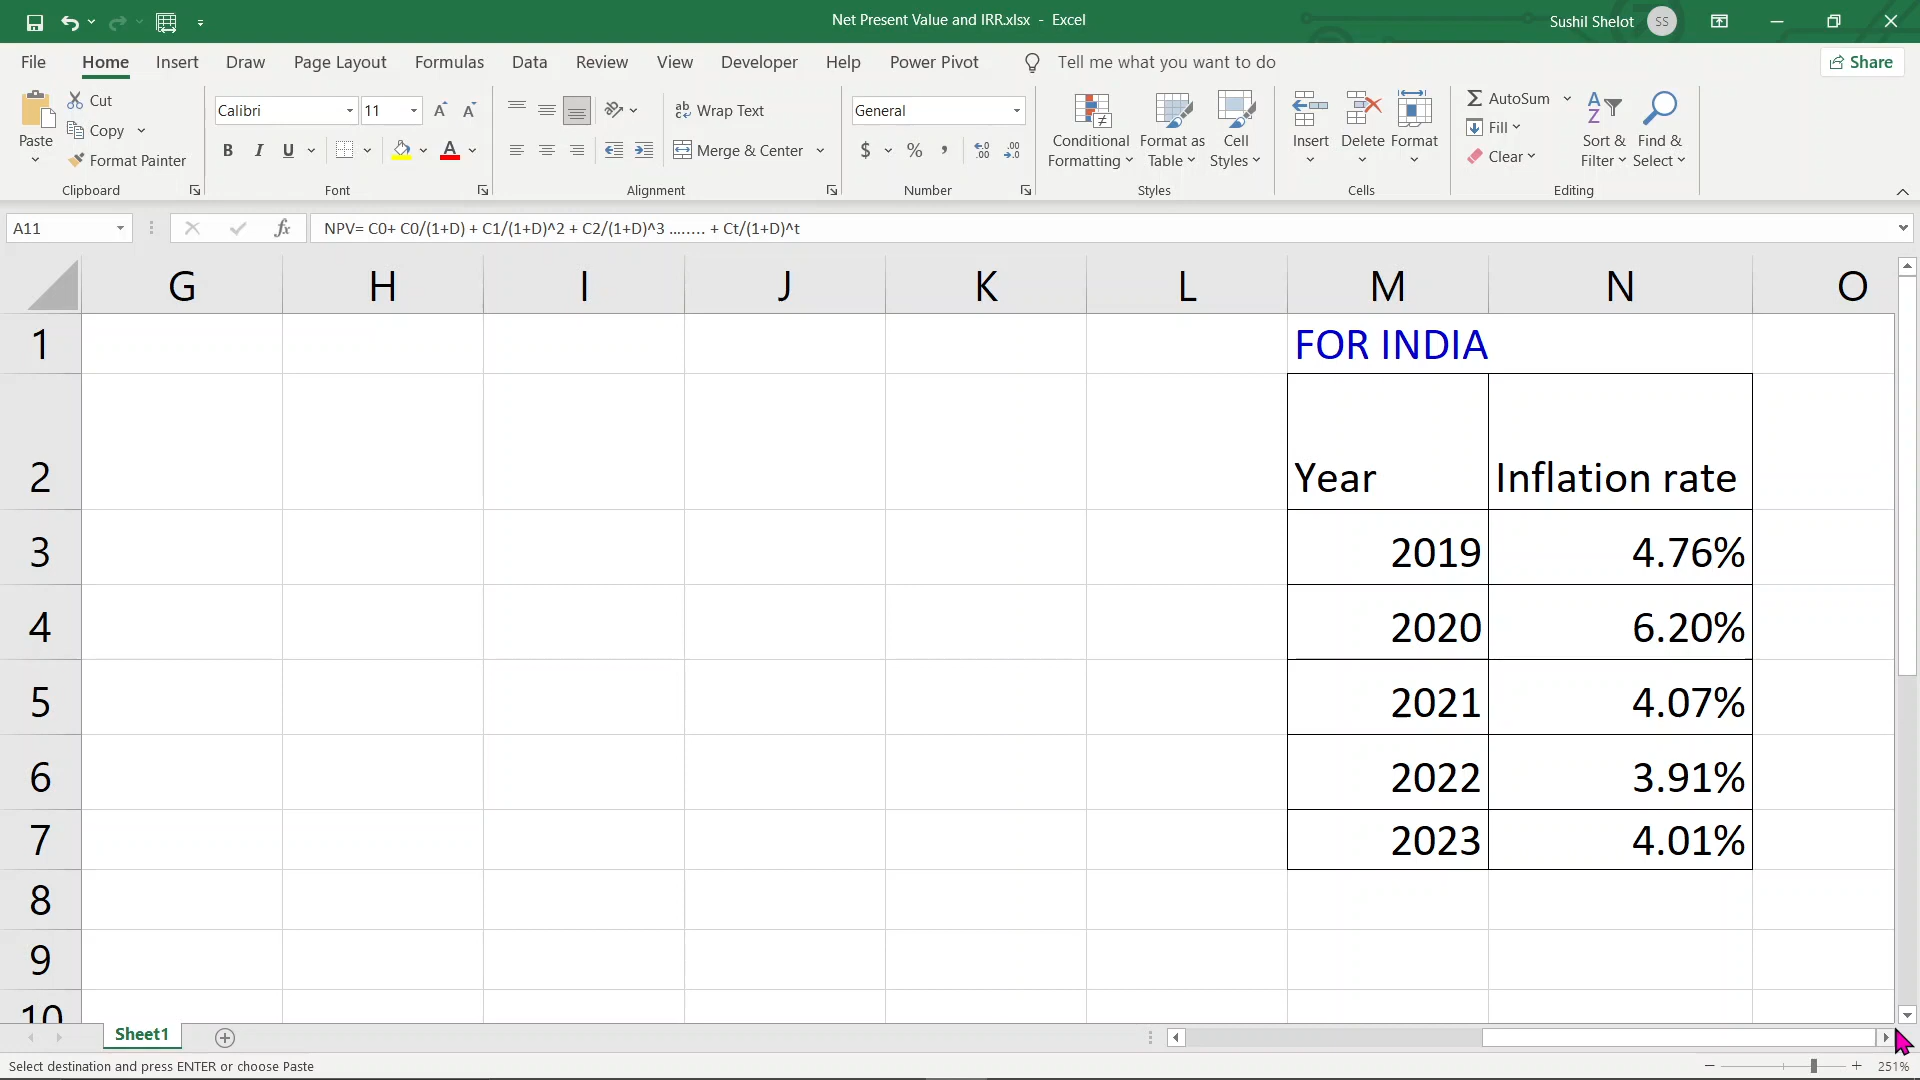 Net Present Value and IRR.xlsx - Excel
Sushil Shelot SS
File Home Insert Draw Page Layout Formulas Data Review View Developer Help Power Pivot Tell me what you want to do Share
Paste
Cut
Copy
Format Painter
Clipboard
Calibri 11 A A
B I U A
Font
ab Wrap Text
Merge & Center
Alignment
General
$ % , .00 .00
Number
Conditional Formatting
Format as Table
Cell Styles
Styles
Insert Delete Format
Cells
AutoSum
Fill
Clear
Sort & Filter
Find & Select
Editing
A11 fx NPV= C0+ C0/(1+D) + C1/(1+D)^2 + C2/(1+D)^3 …..... + Ct/(1+D)^t
G H I J K L M N O
1 FOR INDIA
2 Year Inflation rate
3 2019 4.76%
4 2020 6.20%
5 2021 4.07%
6 2022 3.91%
7 2023 4.01%
8
9
10
Sheet1
Select destination and press ENTER or choose Paste 251%